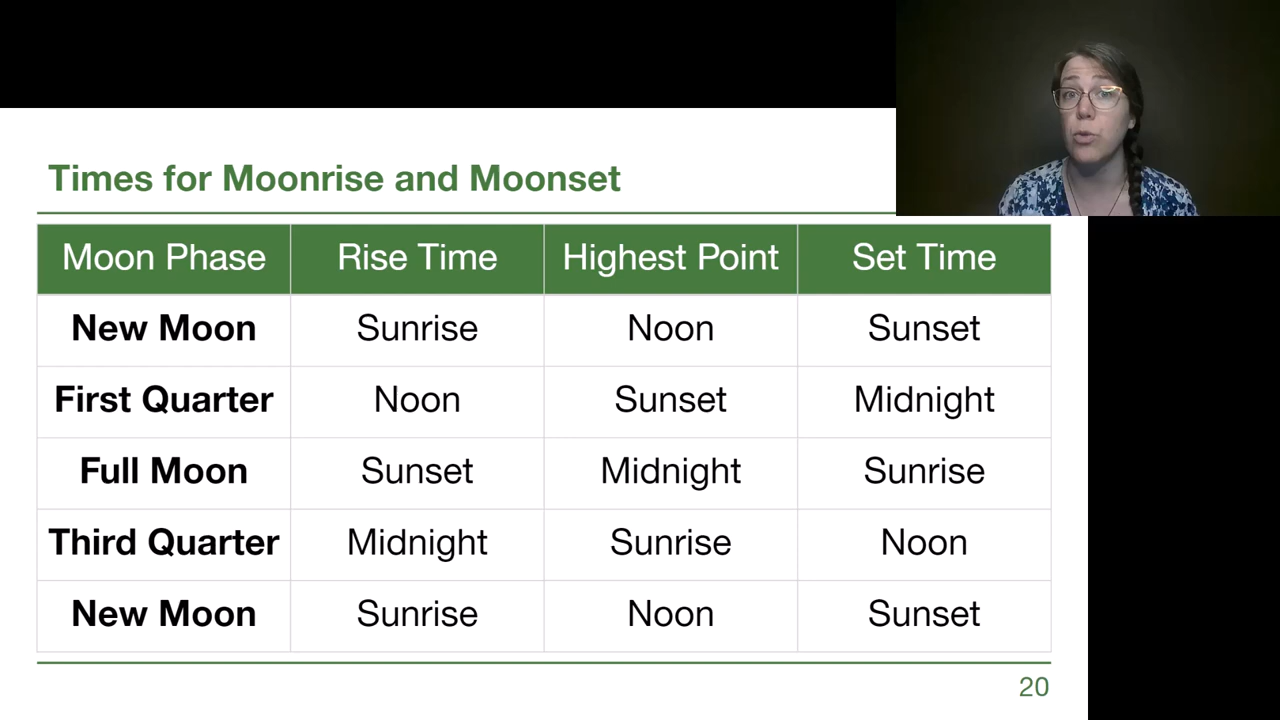 Times for Moonrise and Moonset
Moon Phase Rise Time Highest Point Set Time
New Moon Sunrise Noon Sunset
First Quarter Noon Sunset Midnight
Full Moon Sunset Midnight Sunrise
Third Quarter Midnight Sunrise Noon
New Moon Sunrise Noon Sunset
20